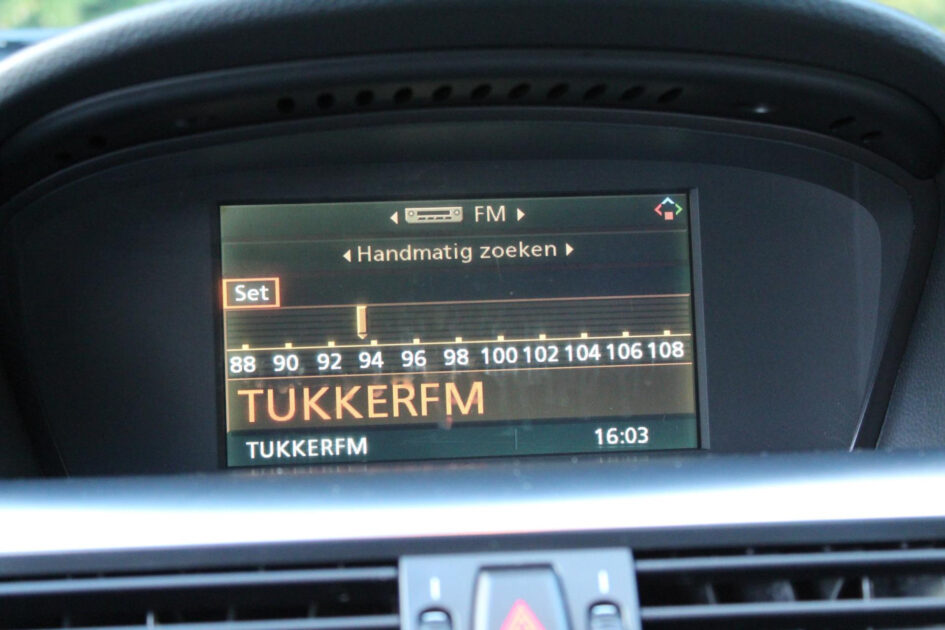 FM
Handmatig zoeken
Set
88 90 92 94 96 98 100 102 104 106 108
TUKKERFM
TUKKERFM 16:03